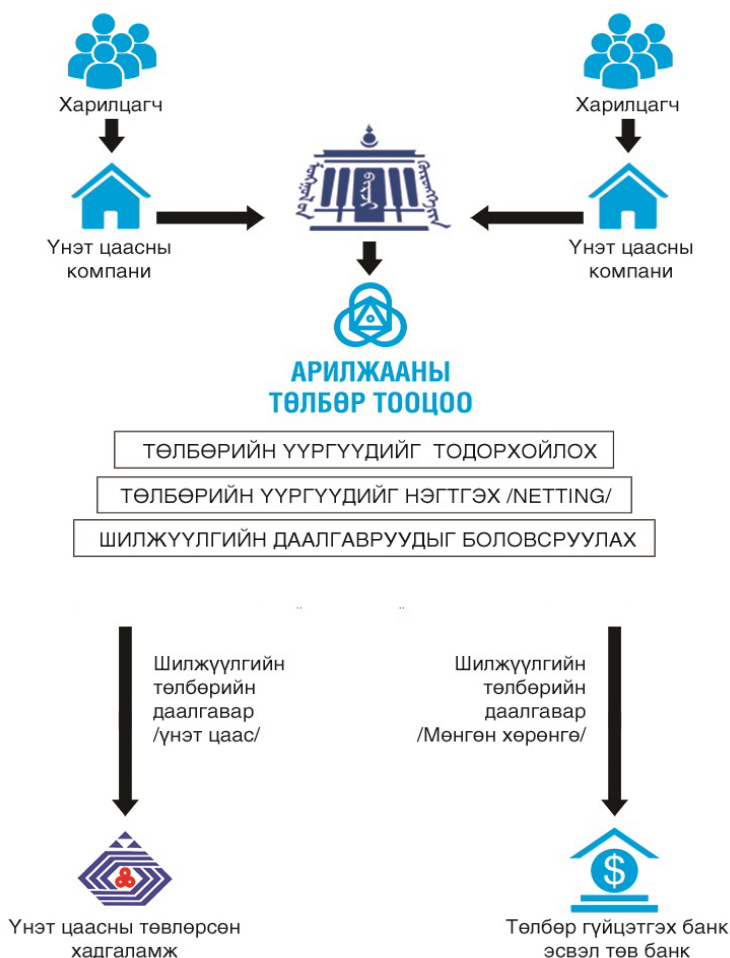 Харилцагч
Харилцагч
Үнэт цаасны
компани
Үнэт цаасны
компани
АРИЛЖААНЫ
ТӨЛБӨР ТООЦОО
ТӨЛБӨРИЙН ҮҮРГҮҮДИЙГ ТОДОРХОЙЛОХ
ТӨЛБӨРИЙН ҮҮРГҮҮДИЙГ НЭГТГЭХ /NETTING/
ШИЛЖҮҮЛГИЙН ДААЛГАВРУУДЫГ БОЛОВСРУУЛАХ
Шилжүүлгийн
төлбөрийн
даалгавар
/үнэт цаас/
Шилжүүлгийн
төлбөрийн
даалгавар
/Мөнгөн хөрөнгө/
$
Үнэт цаасны төвлөрсөн
хадгаламж
Төлбөр гүйцэтгэх банк
эсвэл төв банк